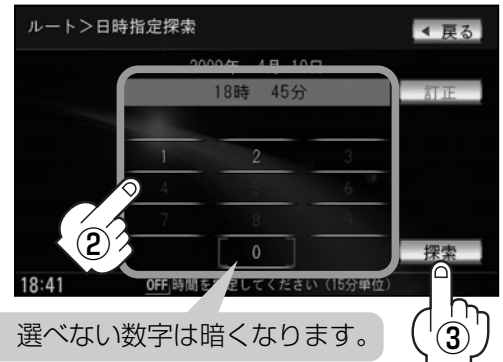 ルート>日時指定探索
◀ 戻る
2009年 4月 10日
18時 45分
訂正
1 2 3
4 5 6
7 8 9
②
0
探索
18:41
OFF 時間を
定してください（15分単位）
③
選べない数字は暗くなります。